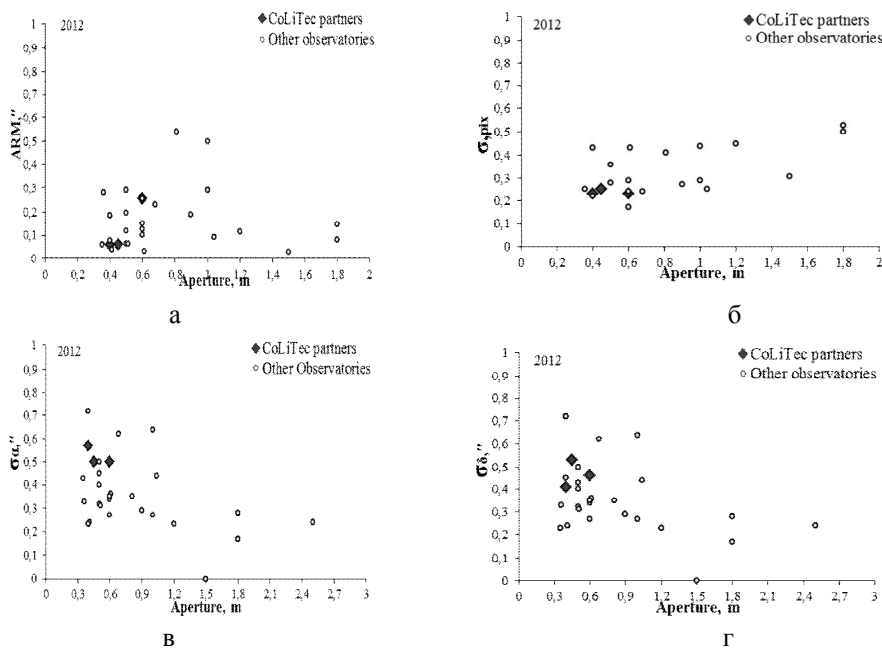 2012
CoLiTec partners
Other observatories
ARM,"
1
0,9
0,8
0,7
0,6
0,5
0,4
0,3
0,2
0,1
0
0 0,2 0,4 0,6 0,8 1 1,2 1,4 1,6 1,8 2
Aperture, m
а
2012
CoLiTec partners
Other observatories
σ,pix
1
0,9
0,8
0,7
0,6
0,5
0,4
0,3
0,2
0,1
0
0 0,2 0,4 0,6 0,8 1 1,2 1,4 1,6 1,8 2
Aperture, m
б
2012
CoLiTec partners
Other Observatories
σα,"
1
0,9
0,8
0,7
0,6
0,5
0,4
0,3
0,2
0,1
0
0 0,3 0,6 0,9 1,2 1,5 1,8 2,1 2,4 2,7 3
Aperture, m
в
2012
CoLiTec partners
Other observatories
σδ,"
1
0,9
0,8
0,7
0,6
0,5
0,4
0,3
0,2
0,1
0
0 0,3 0,6 0,9 1,2 1,5 1,8 2,1 2,4 2,7 3
Aperture, m
г